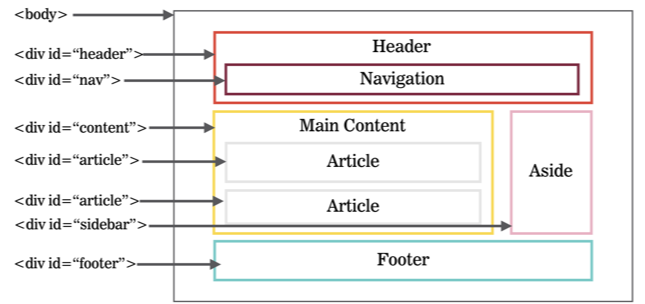 <body>
<div id=“header”>
Header
<div id=“nav”>
Navigation
<div id=“content”>
Main Content
<div id=“article”>
Article
Aside
<div id=“article”>
Article
<div id=“sidebar”>
<div id=“footer”>
Footer